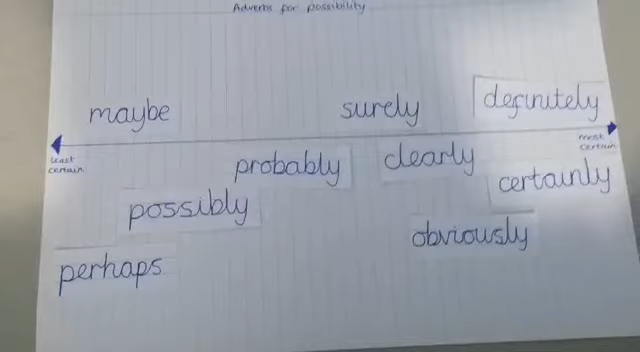 Adverbs for possibility
maybe
surely
definitely
least
certain
most
certain
probably
clearly
certainly
possibly
obviously
perhaps